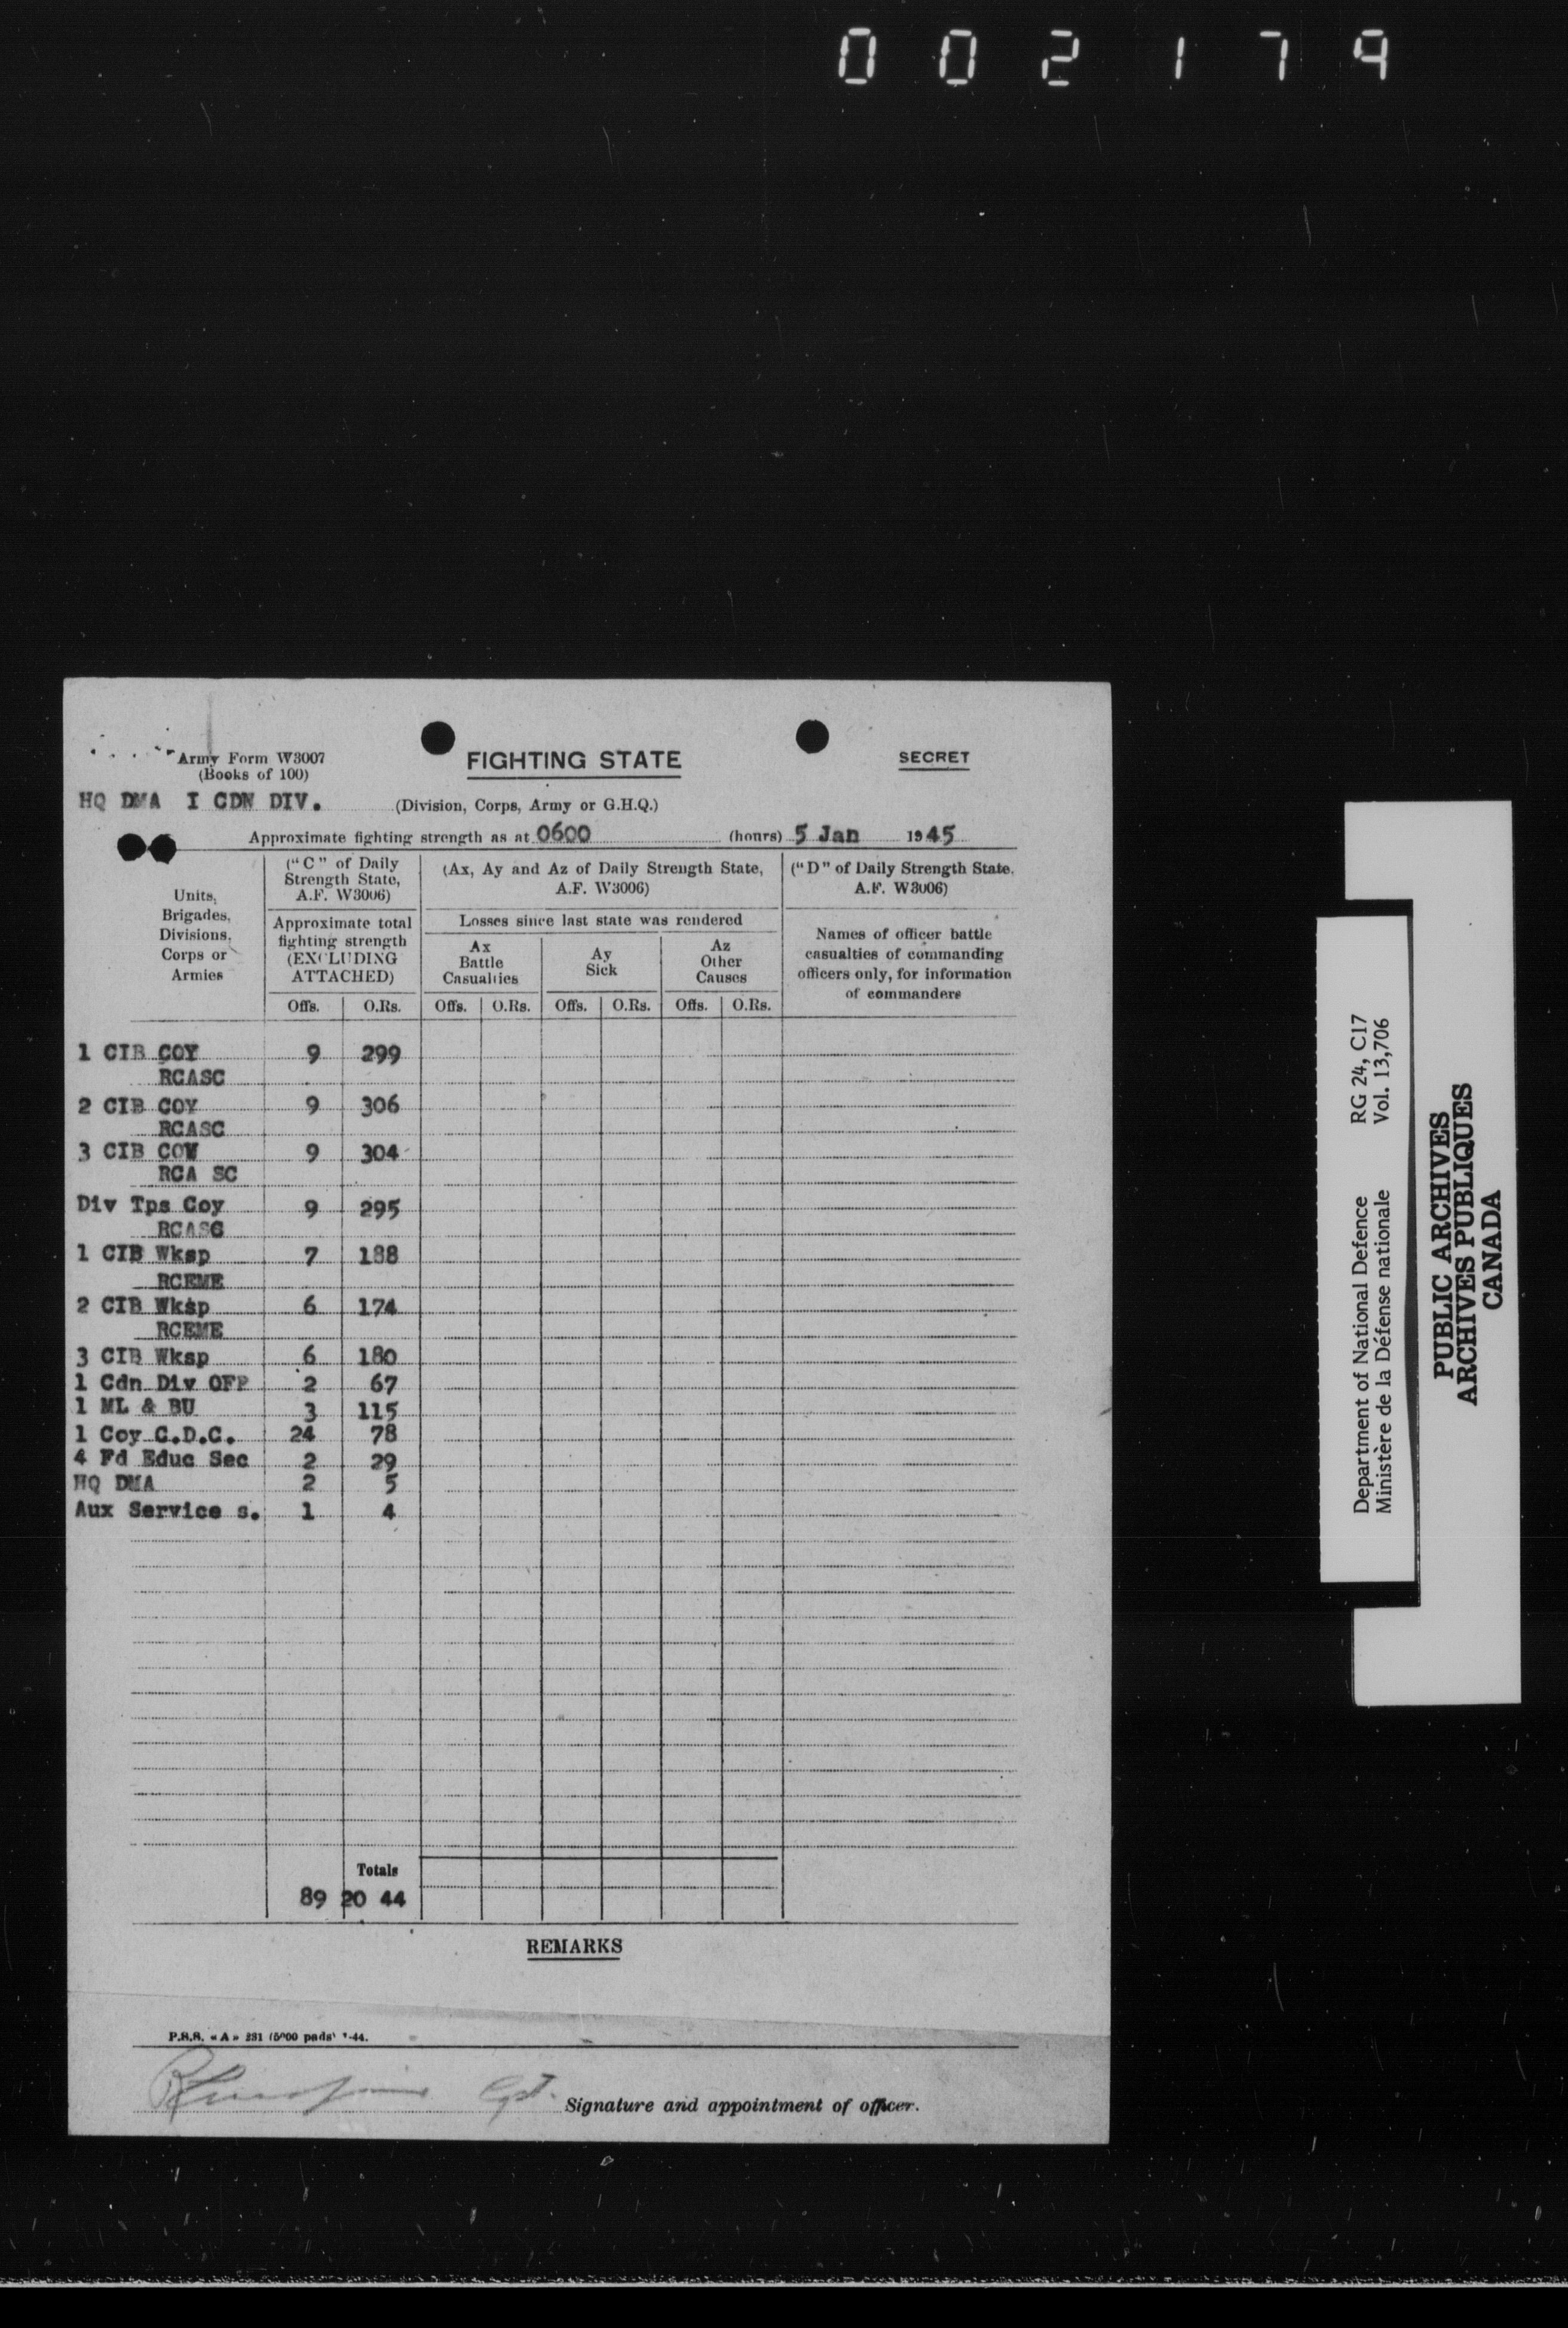 002179
Army Form W3007
(Books of 100)
FIGHTING STATE
SECRET
HQ DMA I CDN DIV.
(Division, Corps, Army or G.H.Q.)
Approximate fighting strength as at 0600 (hours) 5 Jan 1945
Units, Brigades, Divisions, Corps or Armies
("C" of Daily Strength State, A.F. W3006)
Approximate total fighting strength (EXCLUDING ATTACHED)
(Ax, Ay and Az of Daily Strength State, A.F. W3006)
Losses since last state was rendered
Ax Battle Casualties
Ay Sick
Az Other Causes
("D" of Daily Strength State, A.F. W3006)
Names of officer battle casualties of commanding officers only, for information of commanders
Offs. O.Rs. Offs. O.Rs. Offs. O.Rs. Offs. O.Rs.
1 CIB COY 9 299
RCASC
2 CIB COY 9 306
RCASC
3 CIB COW 9 304
RCA SC
Div Tps Coy 9 295
RCASC
1 CIB Wksp 7 188
RCEME
2 CIB Wksp 6 174
RCEME
3 CIB Wksp 6 180
1 Cdn Div OFP 2 67
1 ML & BU 3 115
1 Coy C.D.C. 24 78
4 Fd Educ Sec 2 29
HQ DMA 2 5
Aux Service s. 1 4
Totals
89 20 44
REMARKS
P.S.S. «A» 231 (5000 pads) -44.
Signature and appointment of officer.
Department of National Defence RG 24, C17
Ministère de la Défense nationale Vol. 13,706
PUBLIC ARCHIVES
ARCHIVES PUBLIQUES
CANADA